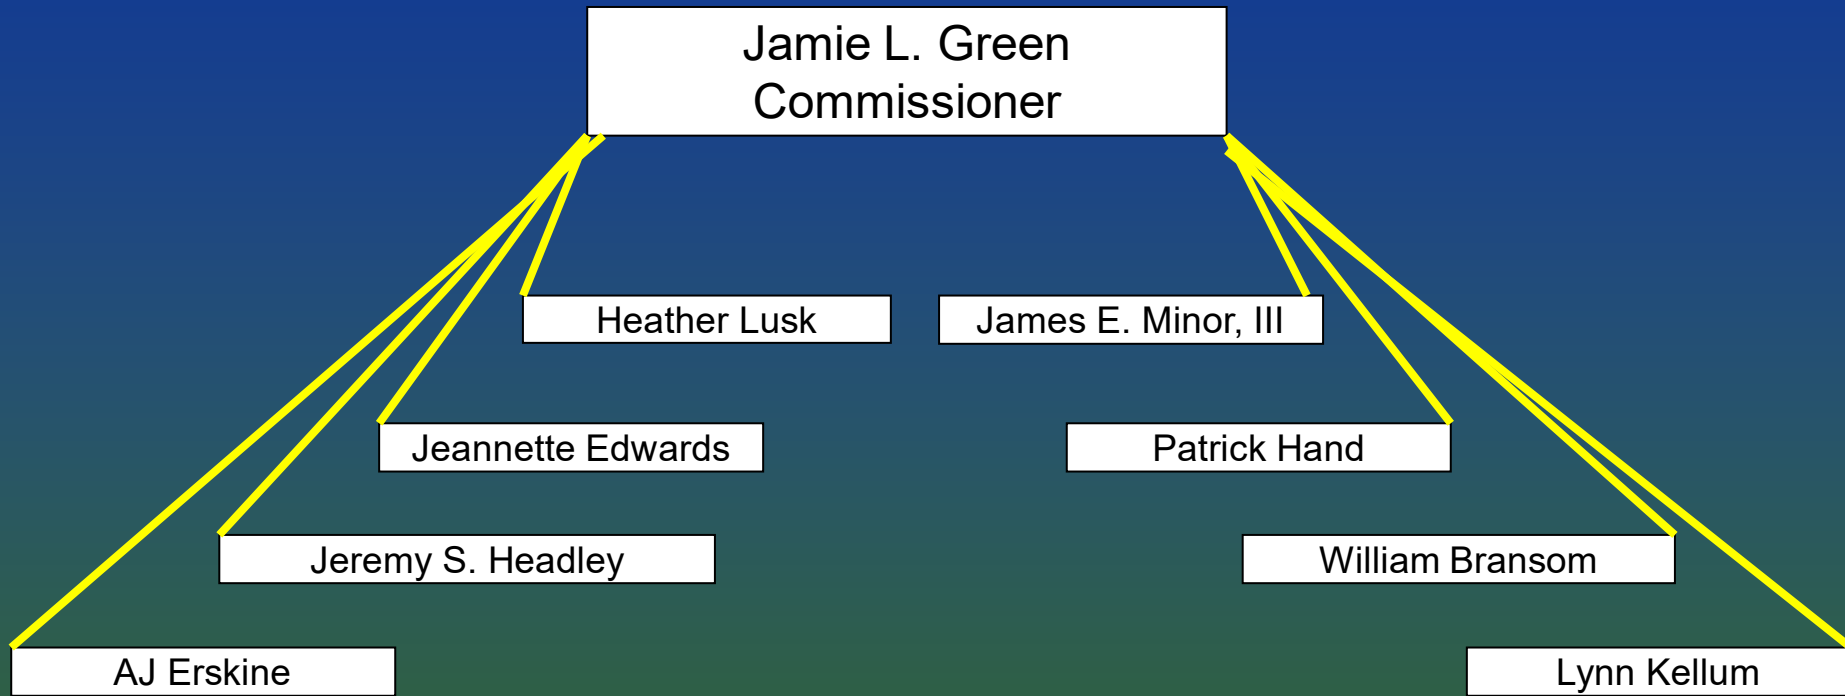 Jamie L. Green
Commissioner
Heather Lusk
James E. Minor, III
Jeannette Edwards
Patrick Hand
Jeremy S. Headley
William Bransom
AJ Erskine
Lynn Kellum